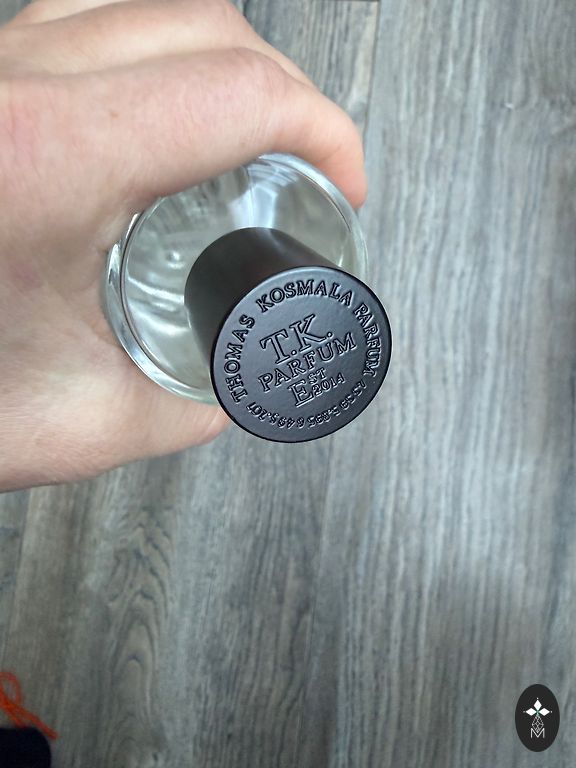 THOMAS KOSMALA PARFUM
T.K.
PARFUM
EST
2014
M